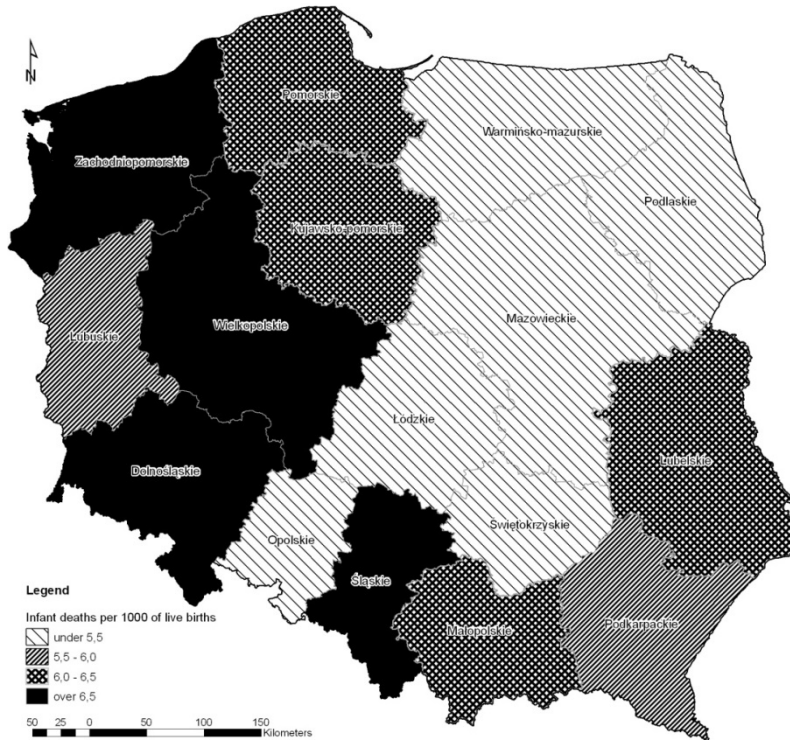 N
Pomorskie
Warmińsko-mazurskie
Zachodniopomorskie
Podlaskie
Kujawsko-pomorskie
Mazowieckie
Wielkopolskie
Lubuskie
Łódzkie
Lubelskie
Dolnośląskie
Świętokrzyskie
Opolskie
Śląskie
Podkarpackie
Małopolskie
Legend
Infant deaths per 1000 of live births
under 5,5
5,5 - 6,0
6,0 - 6,5
over 6,5
50 25 0 50 100 150
Kilometers